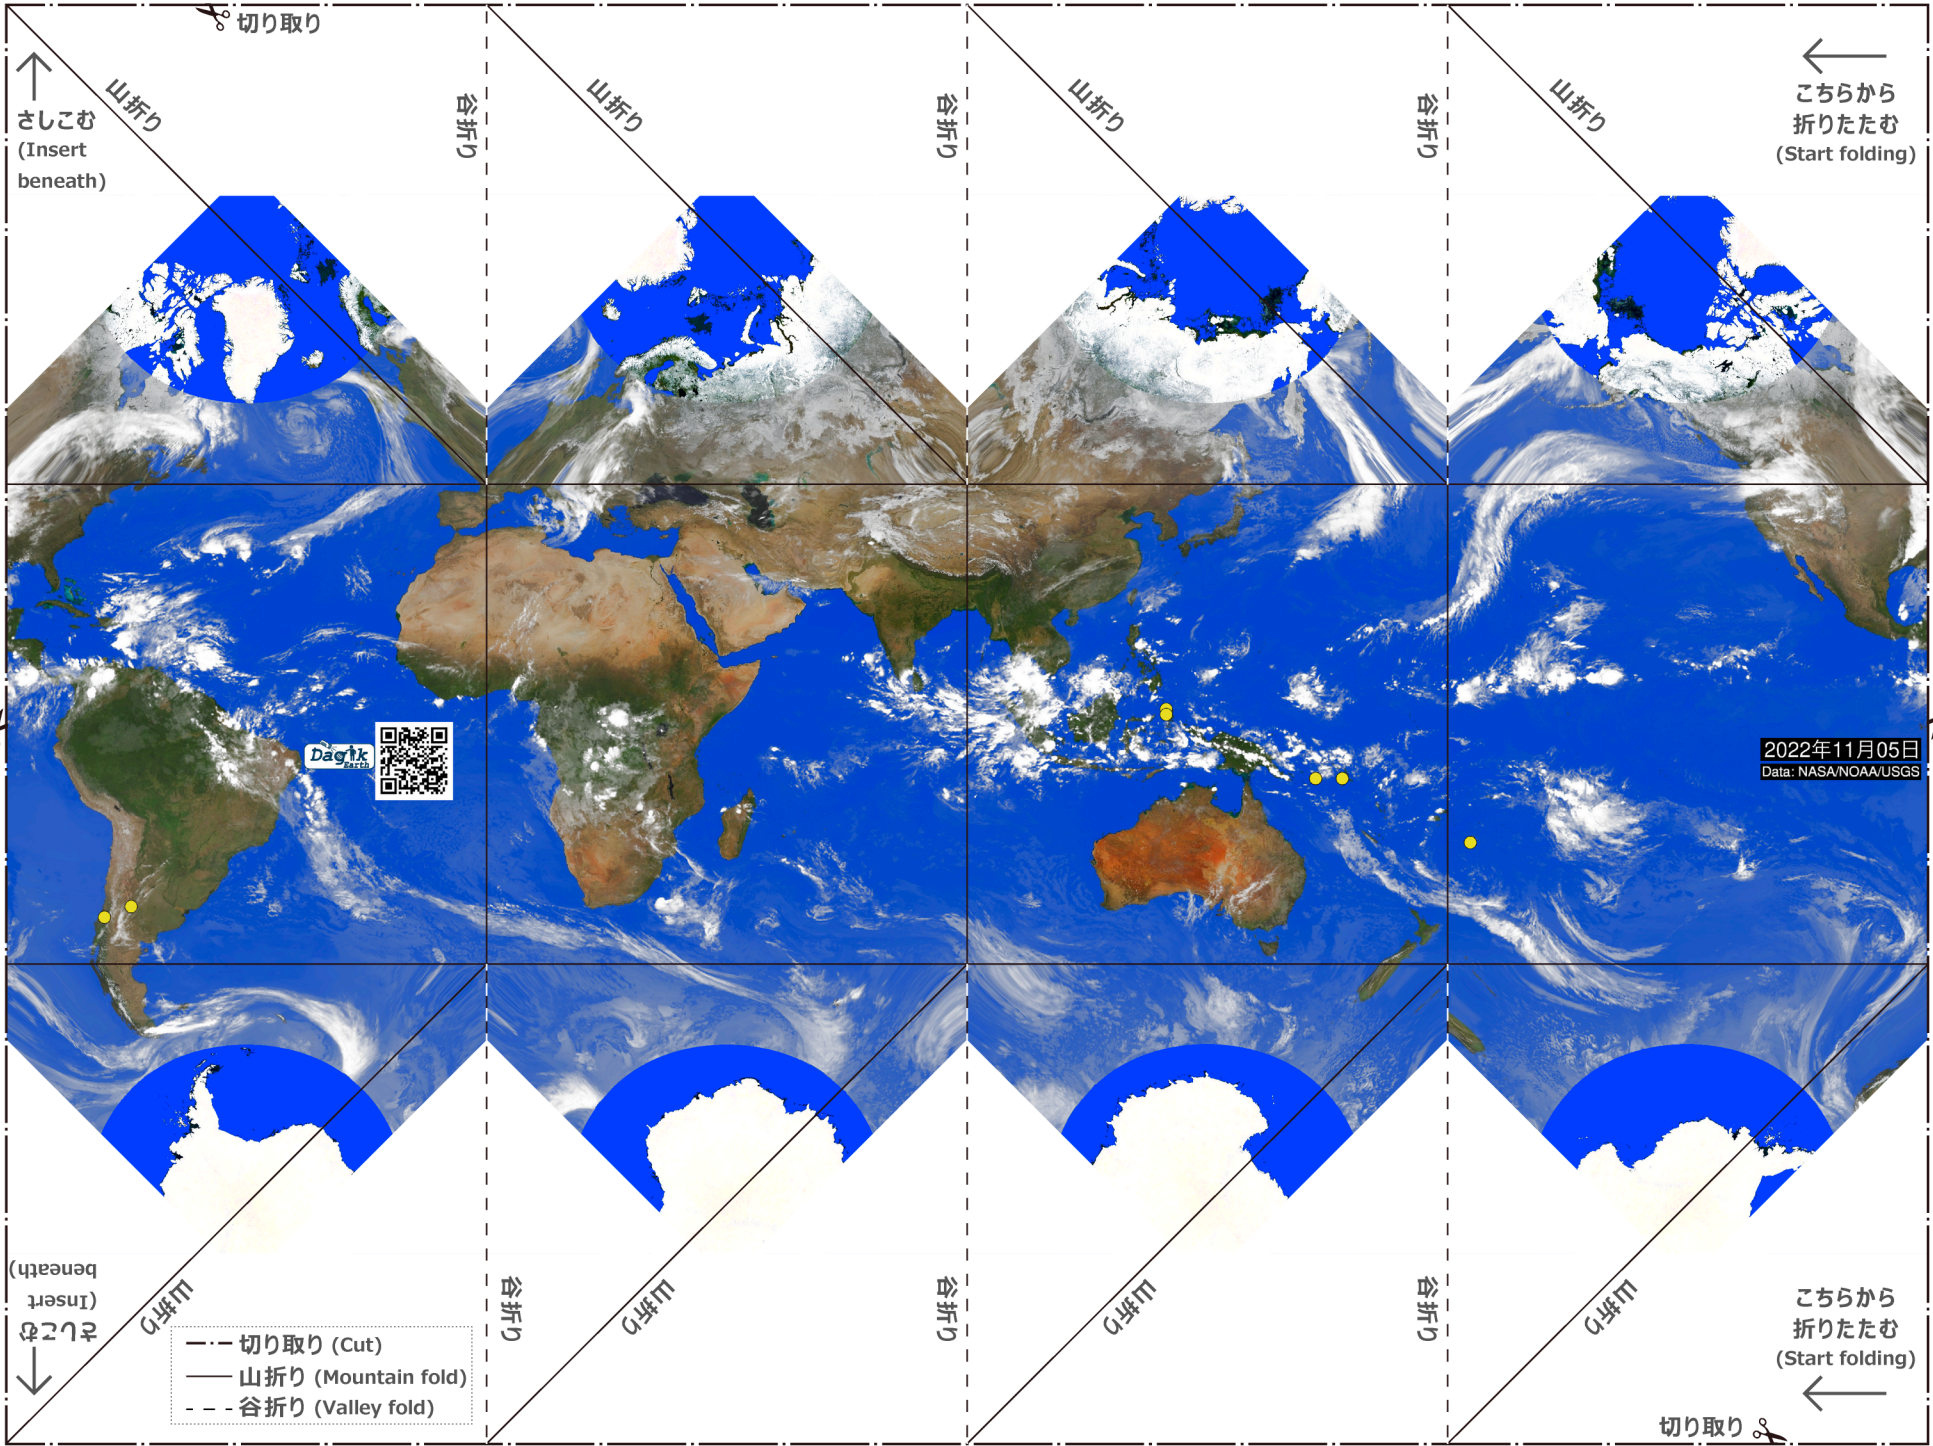 切り取り
山折り
谷折り
山折り
谷折り
山折り
谷折り
山折り
さしこむ
(Insert
beneath)
こちらから
折りたたむ
(Start folding)
Dagik
Earth
2022年11月05日
Data: NASA/NOAA/USGS
さしこむ
(Insert
beneath)
山折り
谷折り
山折り
谷折り
山折り
谷折り
山折り
こちらから
折りたたむ
(Start folding)
切り取り (Cut)
山折り (Mountain fold)
谷折り (Valley fold)
切り取り